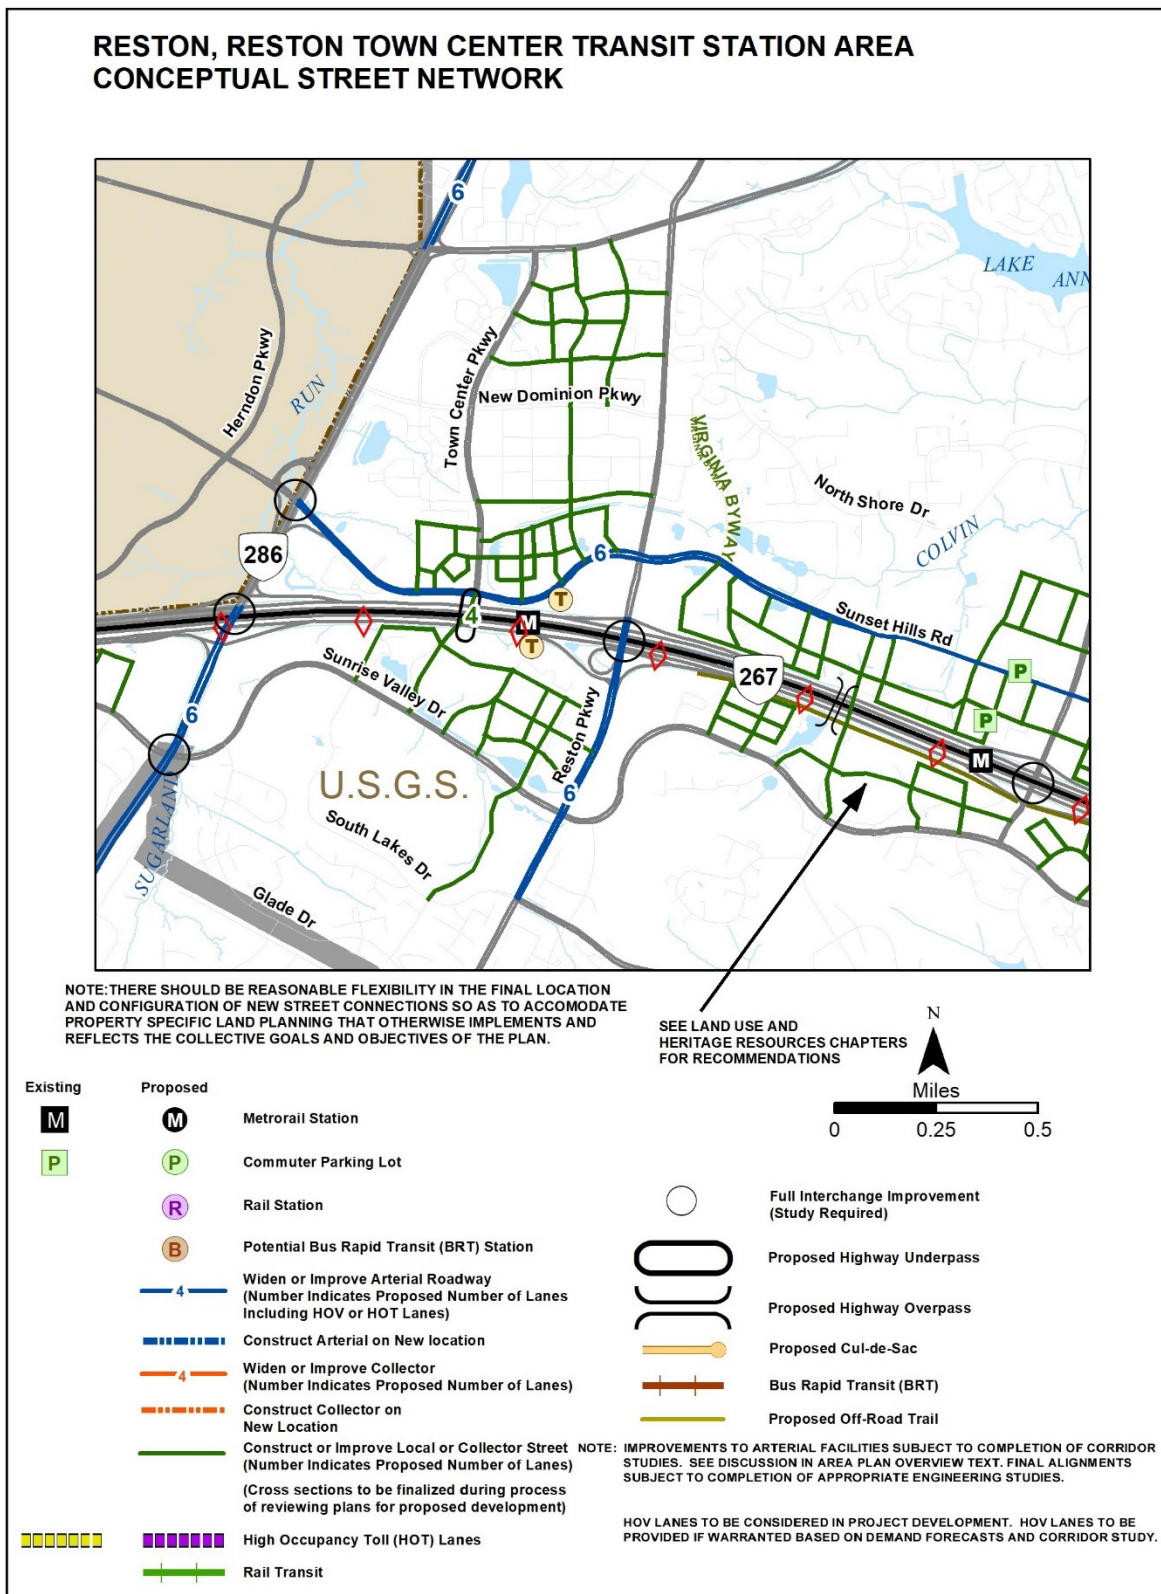 RESTON, RESTON TOWN CENTER TRANSIT STATION AREA
CONCEPTUAL STREET NETWORK
6
LAKE
ANN
Herndon Pkwy
RUN
Town Center Pkwy
New Dominion Pkwy
VIRGINIA BYWAY
VIRGINIA BYWAY
North Shore Dr
COLVIN
286
6
T
4
M
T
Sunset Hills Rd
P
Sunrise Valley Dr
267
P
M
6
Reston Pkwy
U.S.G.S.
6
SUGARLAND
South Lakes Dr
Glade Dr
NOTE:THERE SHOULD BE REASONABLE FLEXIBILITY IN THE FINAL LOCATION
AND CONFIGURATION OF NEW STREET CONNECTIONS SO AS TO ACCOMODATE
PROPERTY SPECIFIC LAND PLANNING THAT OTHERWISE IMPLEMENTS AND
REFLECTS THE COLLECTIVE GOALS AND OBJECTIVES OF THE PLAN.
SEE LAND USE AND
HERITAGE RESOURCES CHAPTERS
FOR RECOMMENDATIONS
N
Miles
0 0.25 0.5
Existing Proposed
M M Metrorail Station
P P Commuter Parking Lot
R Rail Station
B Potential Bus Rapid Transit (BRT) Station
4 Widen or Improve Arterial Roadway
(Number Indicates Proposed Number of Lanes
Including HOV or HOT Lanes)
Construct Arterial on New location
4 Widen or Improve Collector
(Number Indicates Proposed Number of Lanes)
Construct Collector on
New Location
Construct or Improve Local or Collector Street
(Number Indicates Proposed Number of Lanes)
(Cross sections to be finalized during process
of reviewing plans for proposed development)
High Occupancy Toll (HOT) Lanes
Rail Transit
Full Interchange Improvement
(Study Required)
Proposed Highway Underpass
Proposed Highway Overpass
Proposed Cul-de-Sac
Bus Rapid Transit (BRT)
Proposed Off-Road Trail
NOTE: IMPROVEMENTS TO ARTERIAL FACILITIES SUBJECT TO COMPLETION OF CORRIDOR
STUDIES. SEE DISCUSSION IN AREA PLAN OVERVIEW TEXT. FINAL ALIGNMENTS
SUBJECT TO COMPLETION OF APPROPRIATE ENGINEERING STUDIES.
HOV LANES TO BE CONSIDERED IN PROJECT DEVELOPMENT. HOV LANES TO BE
PROVIDED IF WARRANTED BASED ON DEMAND FORECASTS AND CORRIDOR STUDY.